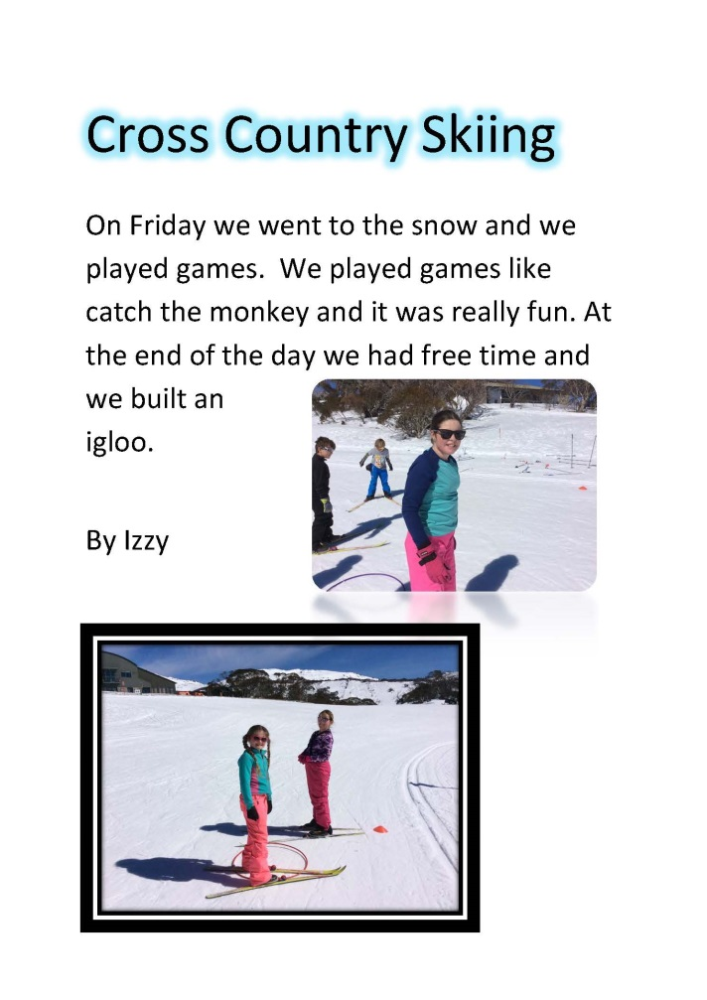 Cross Country Skiing
On Friday we went to the snow and we
played games.  We played games like
catch the monkey and it was really fun. At
the end of the day we had free time and
we built an
igloo.
By Izzy